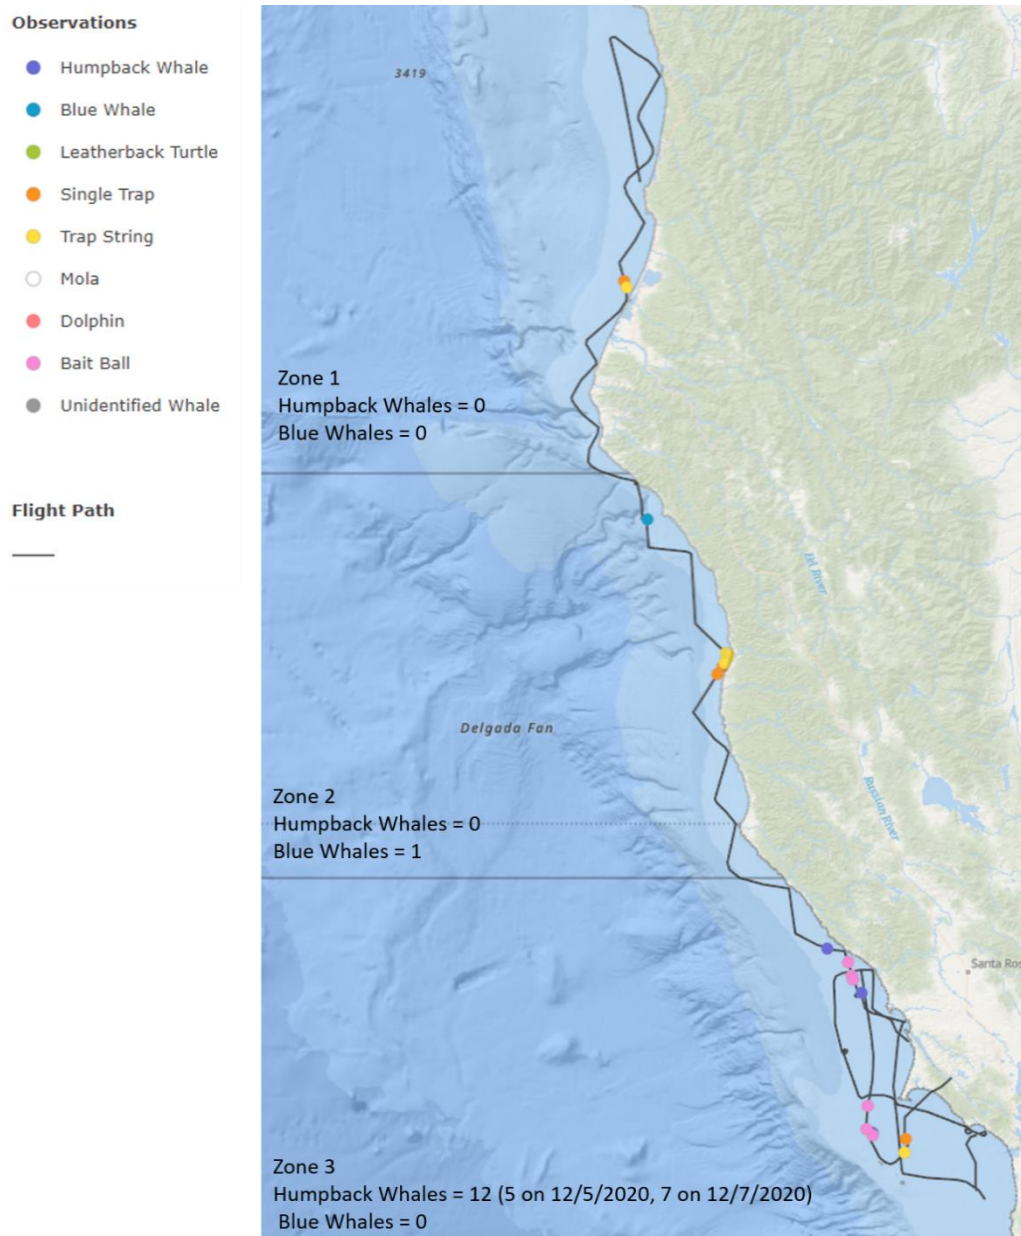 Observations
Humpback Whale
Blue Whale
Leatherback Turtle
Single Trap
Trap String
Mola
Dolphin
Bait Ball
Unidentified Whale
Flight Path
3419
Zone 1
Humpback Whales = 0
Blue Whales = 0
Eel River
Delgada Fan
Zone 2
Humpback Whales = 0
Blue Whales = 1
Russian River
Santa Ros
Zone 3
Humpback Whales = 12 (5 on 12/5/2020, 7 on 12/7/2020)
Blue Whales = 0